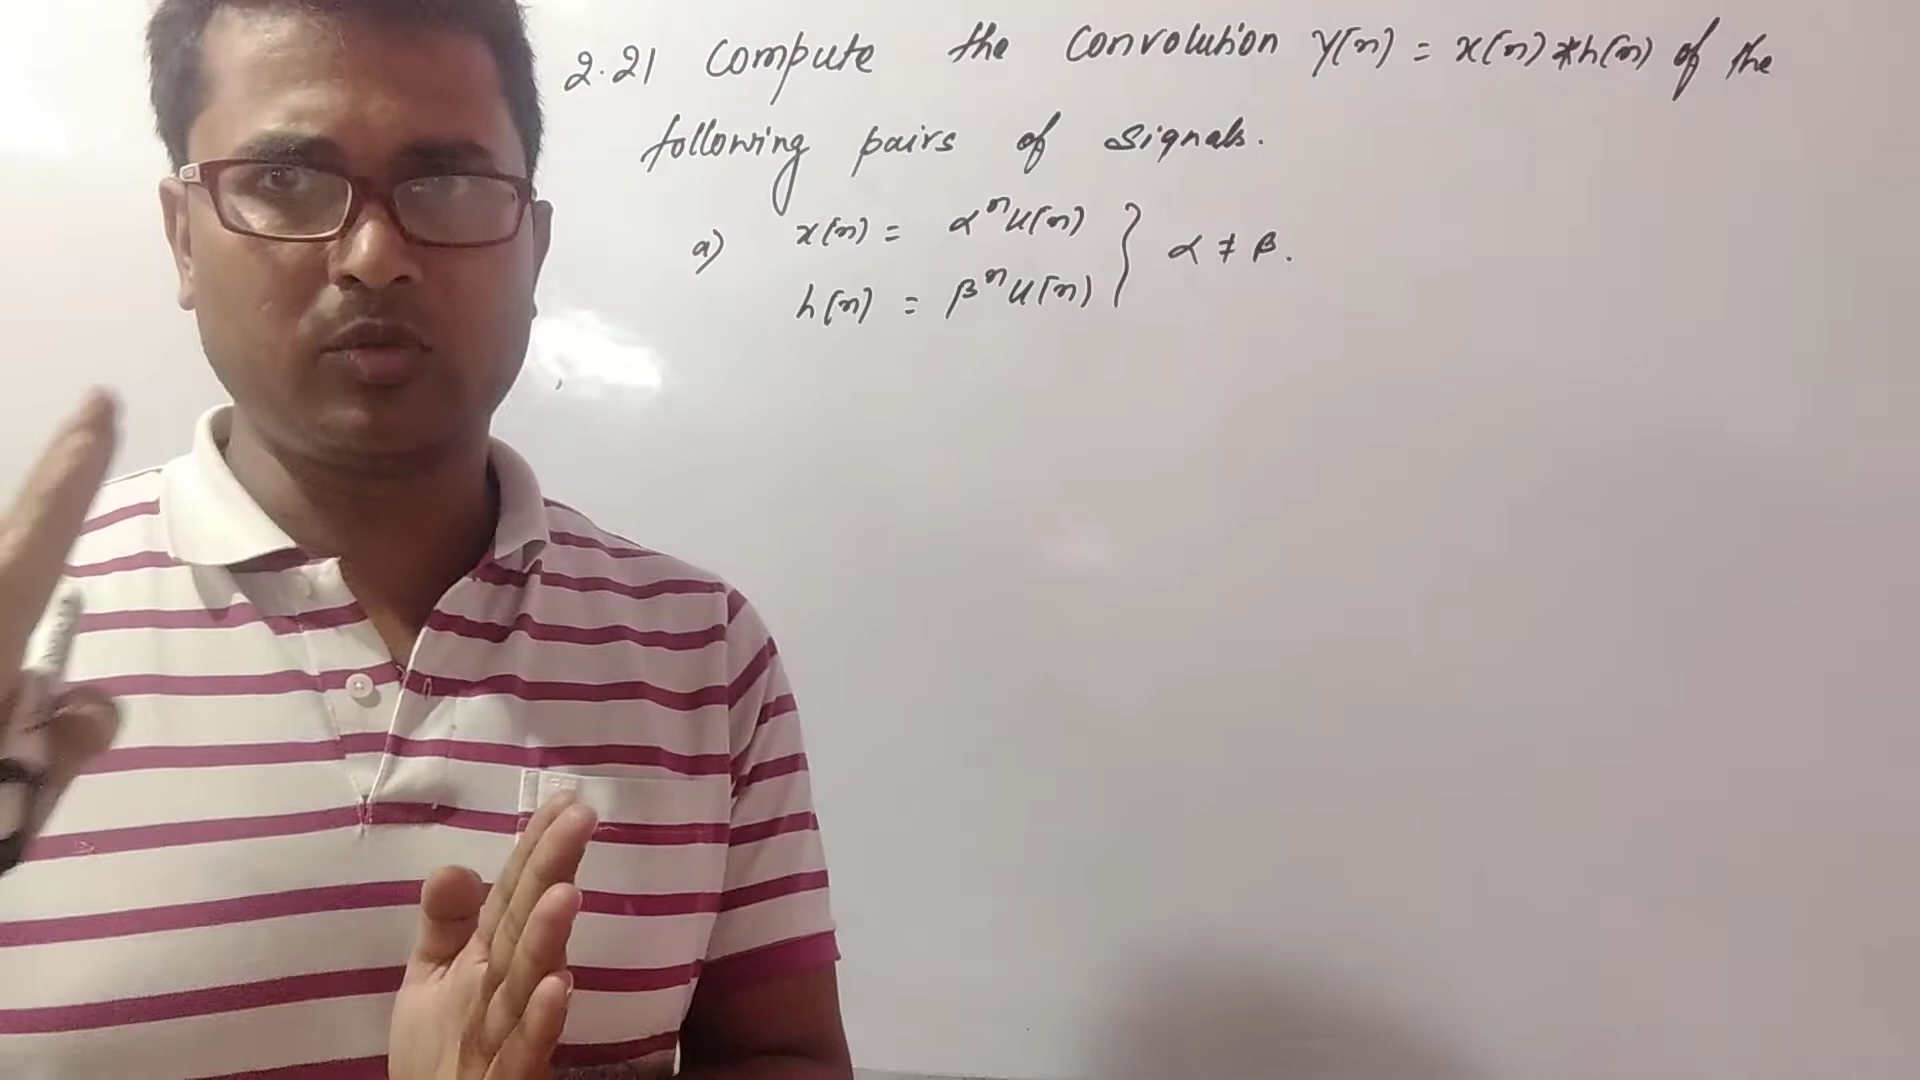 2.21 Compute the convolution y[n] = x[n] * h[n] of the
following pairs of signals.
a) x[n] = α^n u[n] } α ≠ β.
h[n] = β^n u[n]